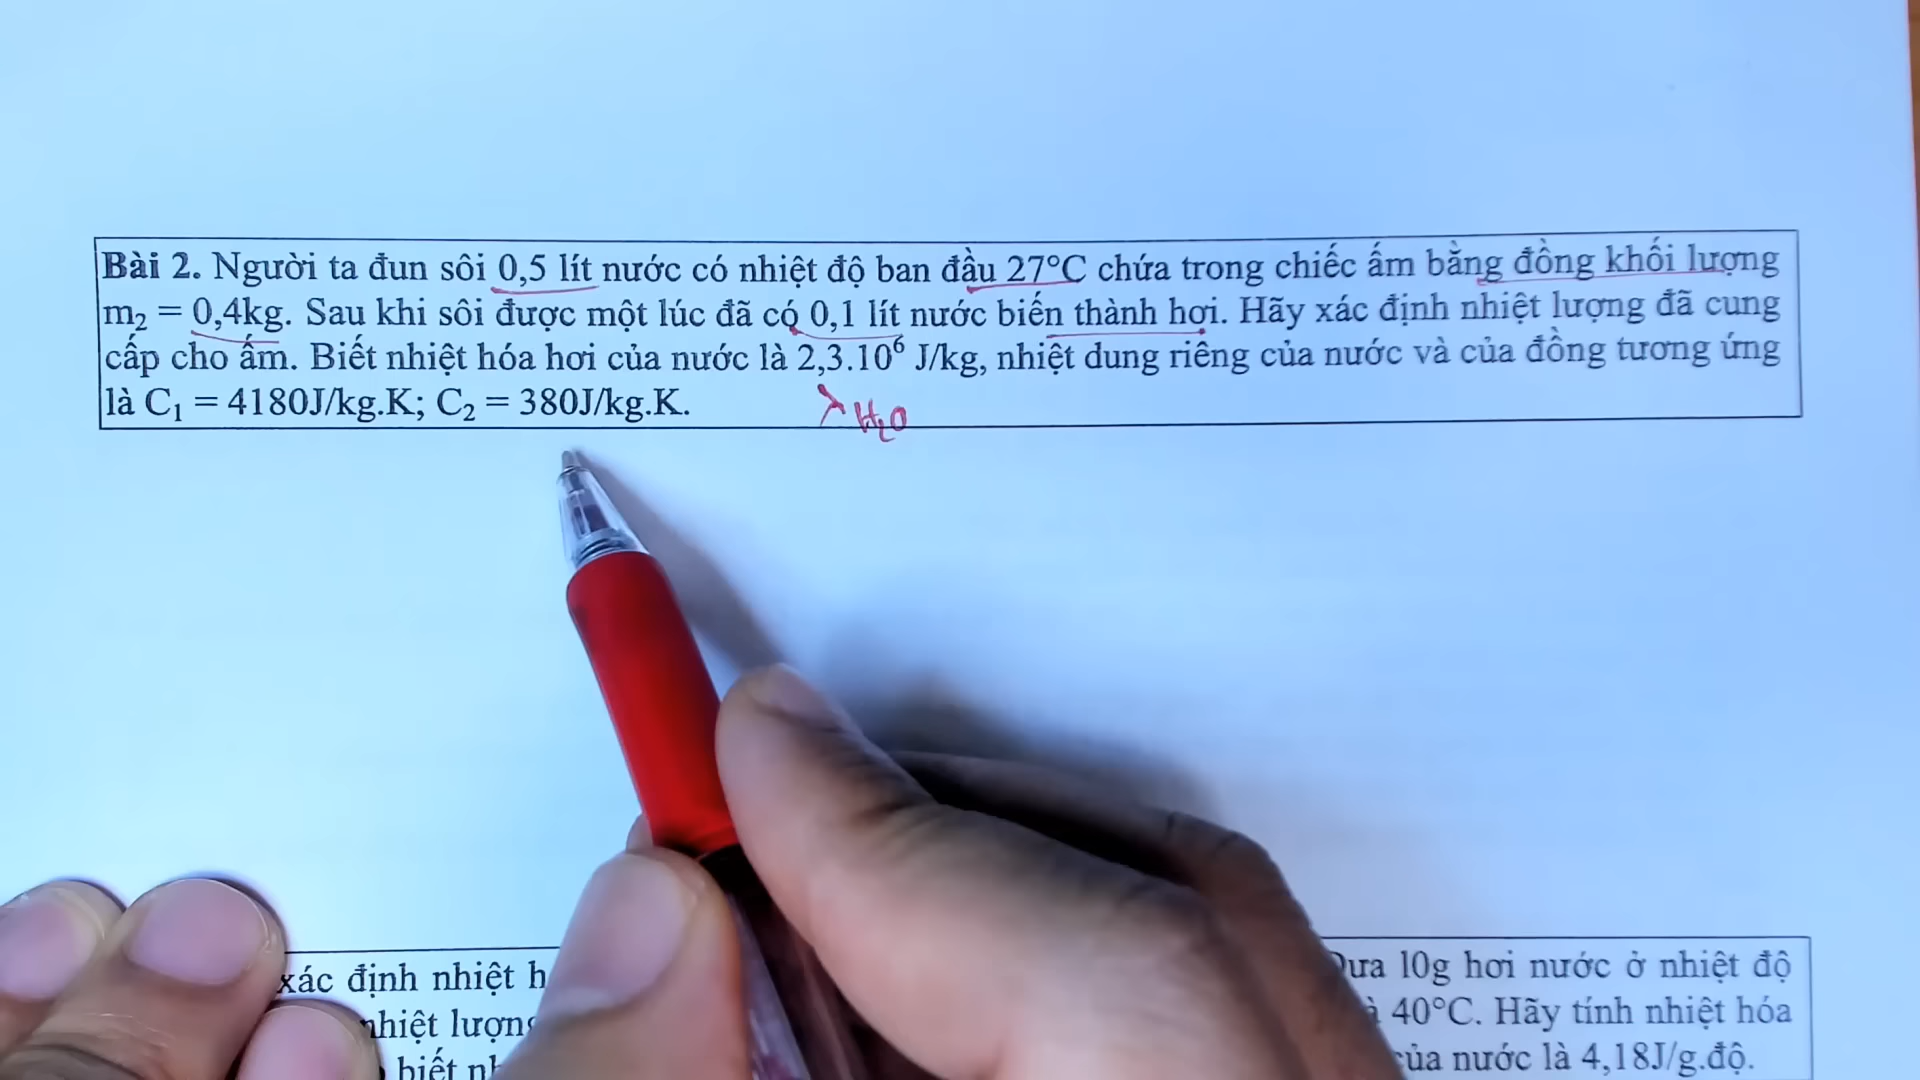 Bài 2. Người ta đun sôi 0,5 lít nước có nhiệt độ ban đầu 27°C chứa trong chiếc ấm bằng đồng khối lượng
m₂ = 0,4kg. Sau khi sôi được một lúc đã có 0,1 lít nước biến thành hơi. Hãy xác định nhiệt lượng đã cung
cấp cho ấm. Biết nhiệt hóa hơi của nước là 2,3.10⁶ J/kg, nhiệt dung riêng của nước và của đồng tương ứng
là C₁ = 4180J/kg.K; C₂ = 380J/kg.K.
λ H₂O
xác định nhiệt h
Đưa 10g hơi nước ở nhiệt độ
nhiệt lượng
40°C. Hãy tính nhiệt hóa
biết nh
của nước là 4,18J/g.độ.